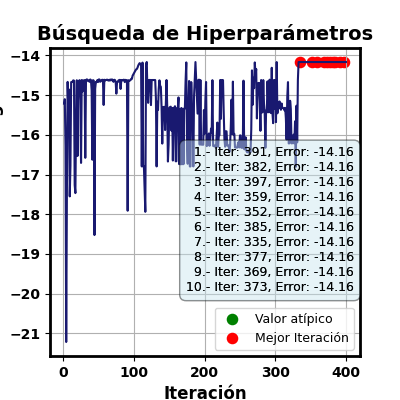 Búsqueda de Hiperparámetros
−14
−15
−16
−17
−18
−19
−20
−21
1.- Iter: 391, Error: -14.16
2.- Iter: 382, Error: -14.16
3.- Iter: 397, Error: -14.16
4.- Iter: 359, Error: -14.16
5.- Iter: 352, Error: -14.16
6.- Iter: 385, Error: -14.16
7.- Iter: 335, Error: -14.16
8.- Iter: 377, Error: -14.16
9.- Iter: 369, Error: -14.16
10.- Iter: 373, Error: -14.16
Valor atípico
Mejor Iteración
0 100 200 300 400
Iteración